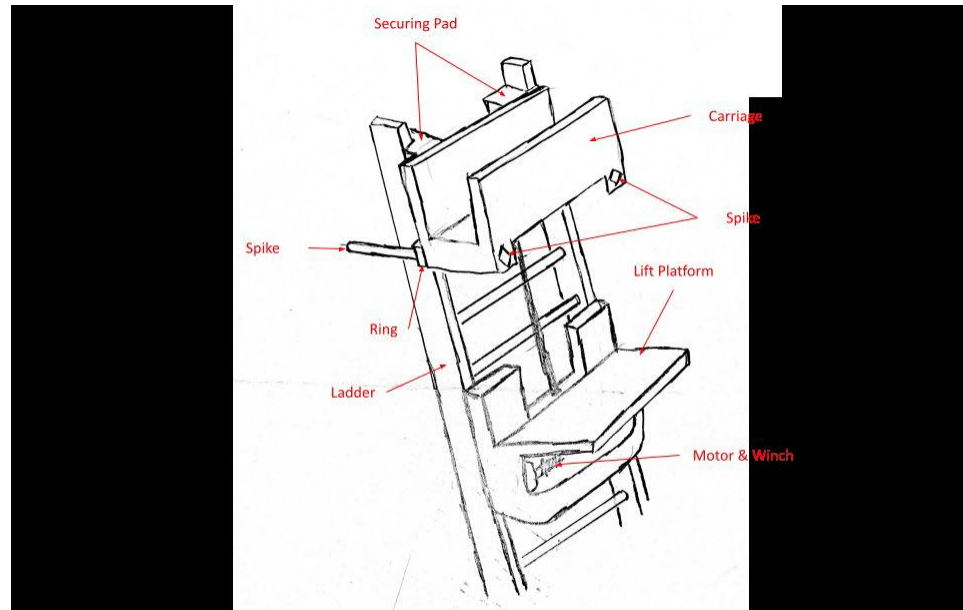 Securing Pad
Carriage
Spike
Spike
Lift Platform
Ring
Ladder
Motor & Winch